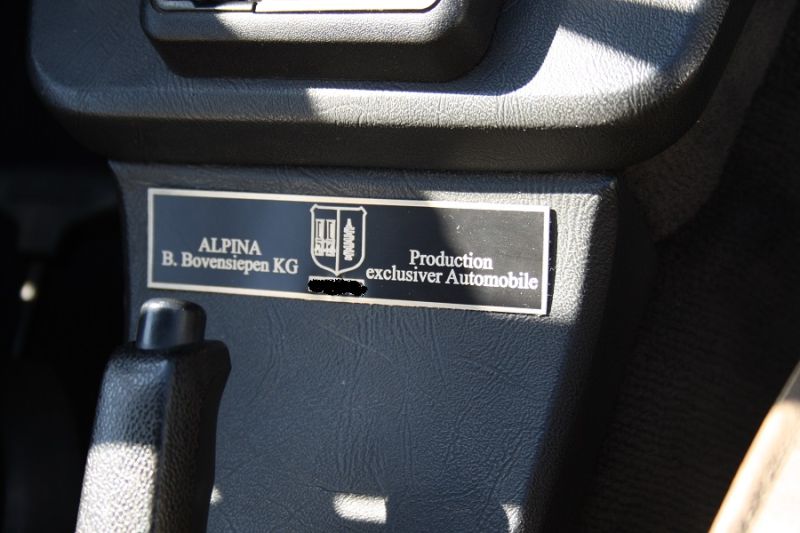 ALPINA
B. Bovensiepen KG
Production
exclusiver Automobile